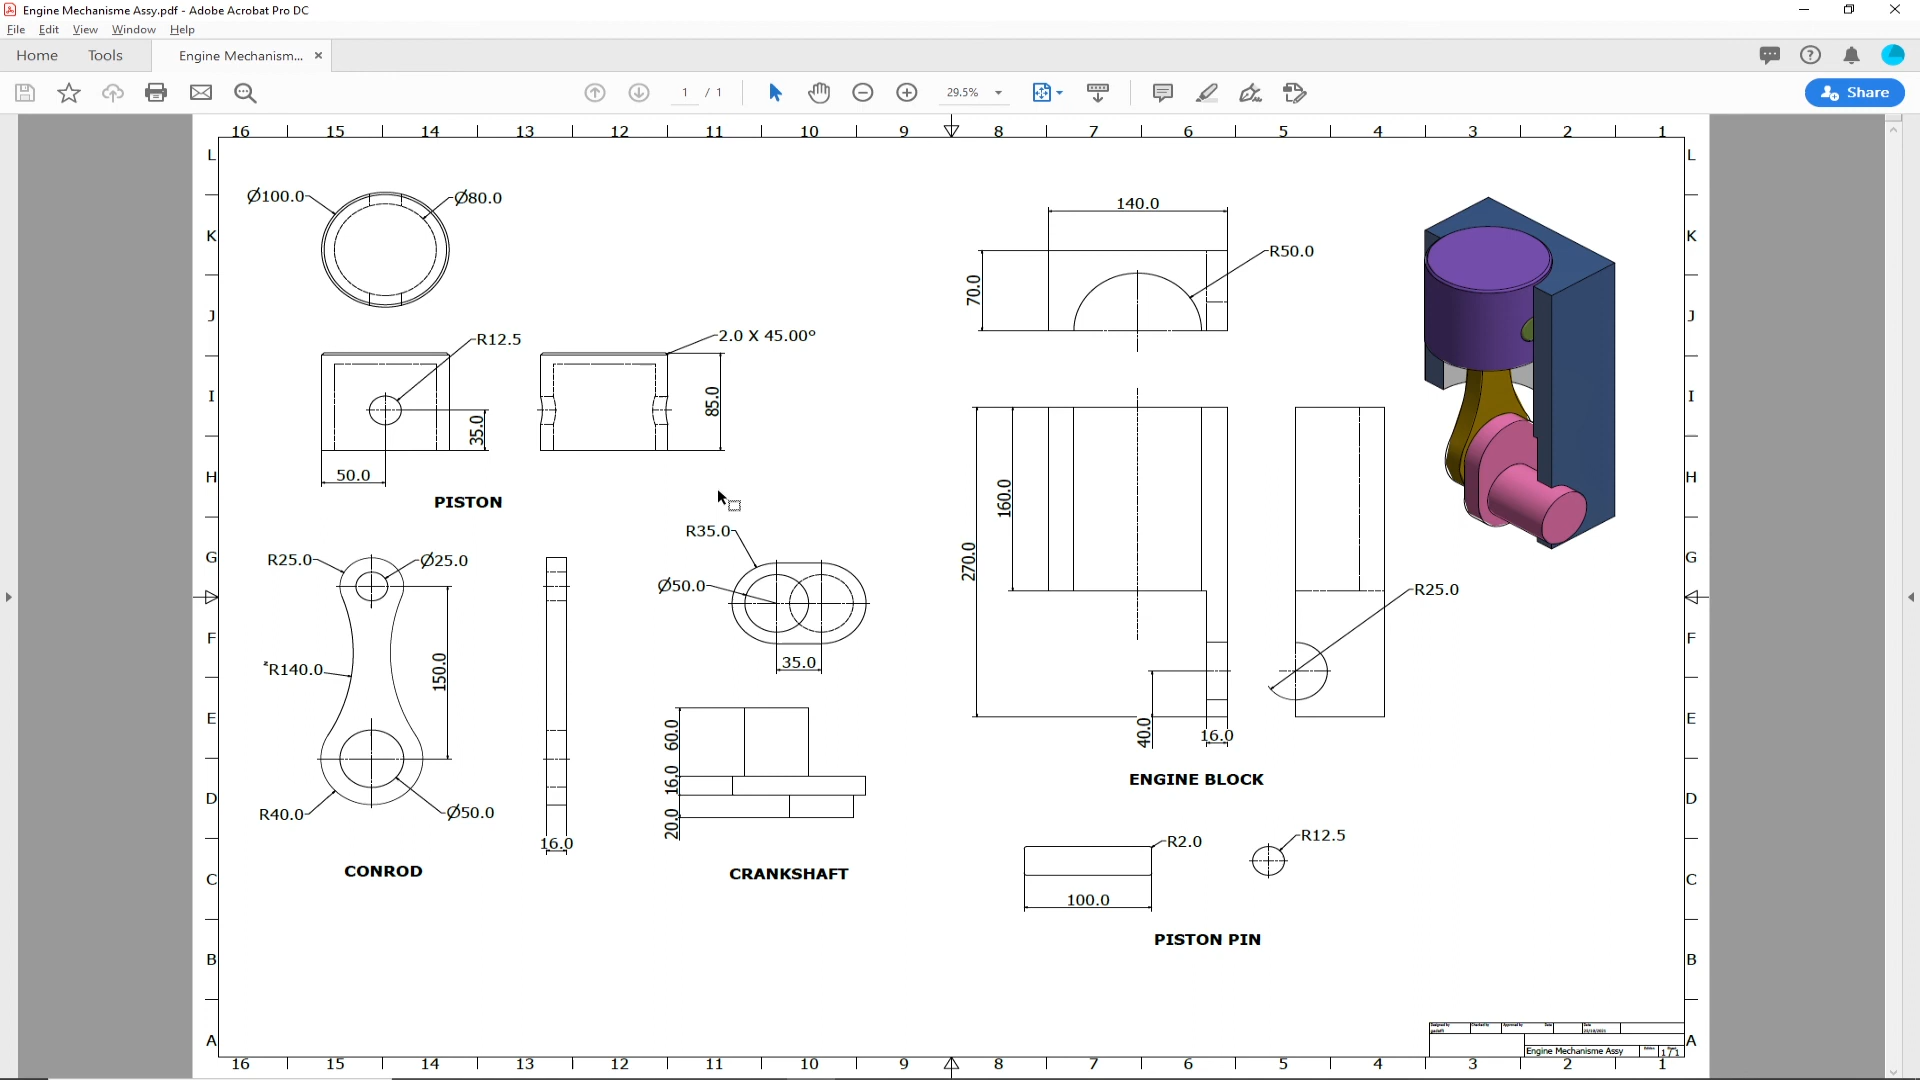 Engine Mechanisme Assy.pdf - Adobe Acrobat Pro DC
File Edit View Window Help
Home Tools Engine Mechanism... ×
1 / 1 29.5% Share
16 15 14 13 12 11 10 9 8 7 6 5 4 3 2 1
L L
K K
J J
I I
H H
G G
F F
E E
D D
C C
B B
A A
Ø100.0 Ø80.0
R12.5
2.0 X 45.00°
35.0
85.0
50.0
PISTON
R25.0 Ø25.0
R140.0
150.0
R40.0 Ø50.0
16.0
CONROD
R35.0
Ø50.0
35.0
60.0
16.0
20.0
CRANKSHAFT
140.0
R50.0
70.0
160.0
270.0
R25.0
40.0
16.0
ENGINE BLOCK
R2.0 R12.5
100.0
PISTON PIN
Engine Mechanisme Assy 1/1
16 15 14 13 12 11 10 9 8 7 6 5 4 3 2 1